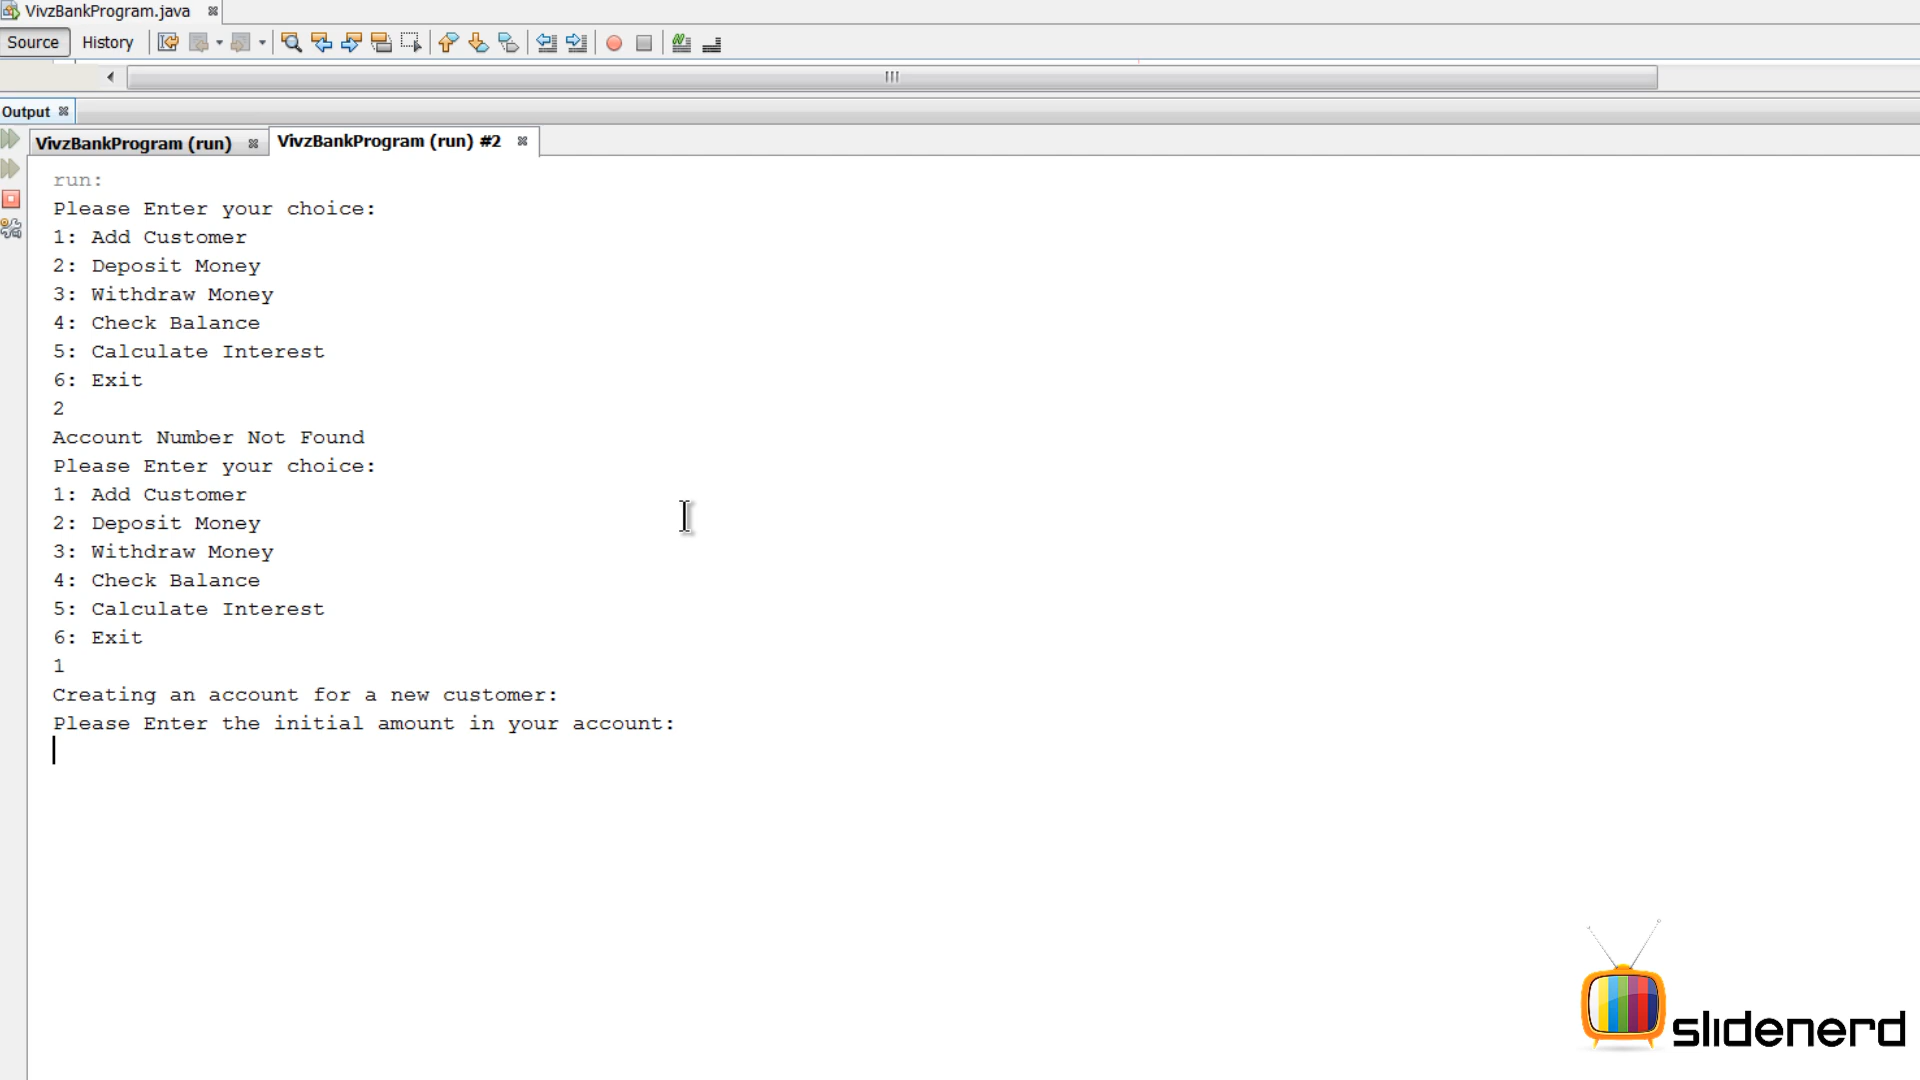 VivzBankProgram.java
Source History
Output
VivzBankProgram (run) VivzBankProgram (run) #2
run:
Please Enter your choice:
1: Add Customer
2: Deposit Money
3: Withdraw Money
4: Check Balance
5: Calculate Interest
6: Exit
2
Account Number Not Found
Please Enter your choice:
1: Add Customer
2: Deposit Money
3: Withdraw Money
4: Check Balance
5: Calculate Interest
6: Exit
1
Creating an account for a new customer:
Please Enter the initial amount in your account:
slidenerd